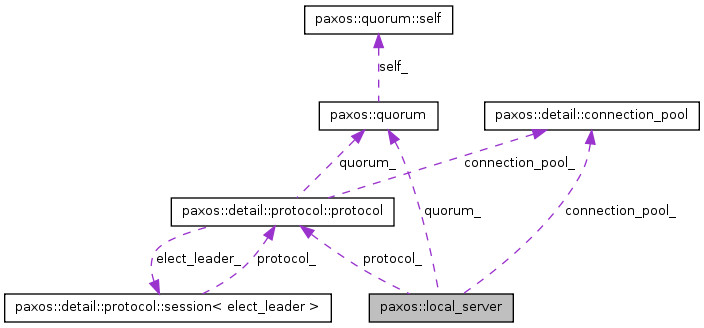 paxos::quorum::self
self_
paxos::quorum
paxos::detail::connection_pool
quorum_
connection_pool_
paxos::detail::protocol::protocol
quorum_
connection_pool_
elect_leader_
protocol_
protocol_
paxos::detail::protocol::session< elect_leader >
paxos::local_server